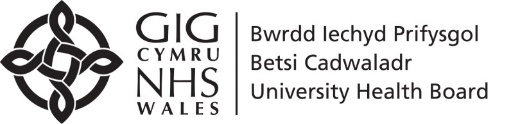 GIG
CYMRU
NHS
WALES
Bwrdd Iechyd Prifysgol
Betsi Cadwaladr
University Health Board